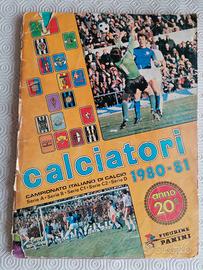 calciatori
1980-81
CAMPIONATO ITALIANO DI CALCIO
Serie A - Serie B - Serie C1 - Serie C2 - Serie D
anno
20°
FIGURINE
PANINI